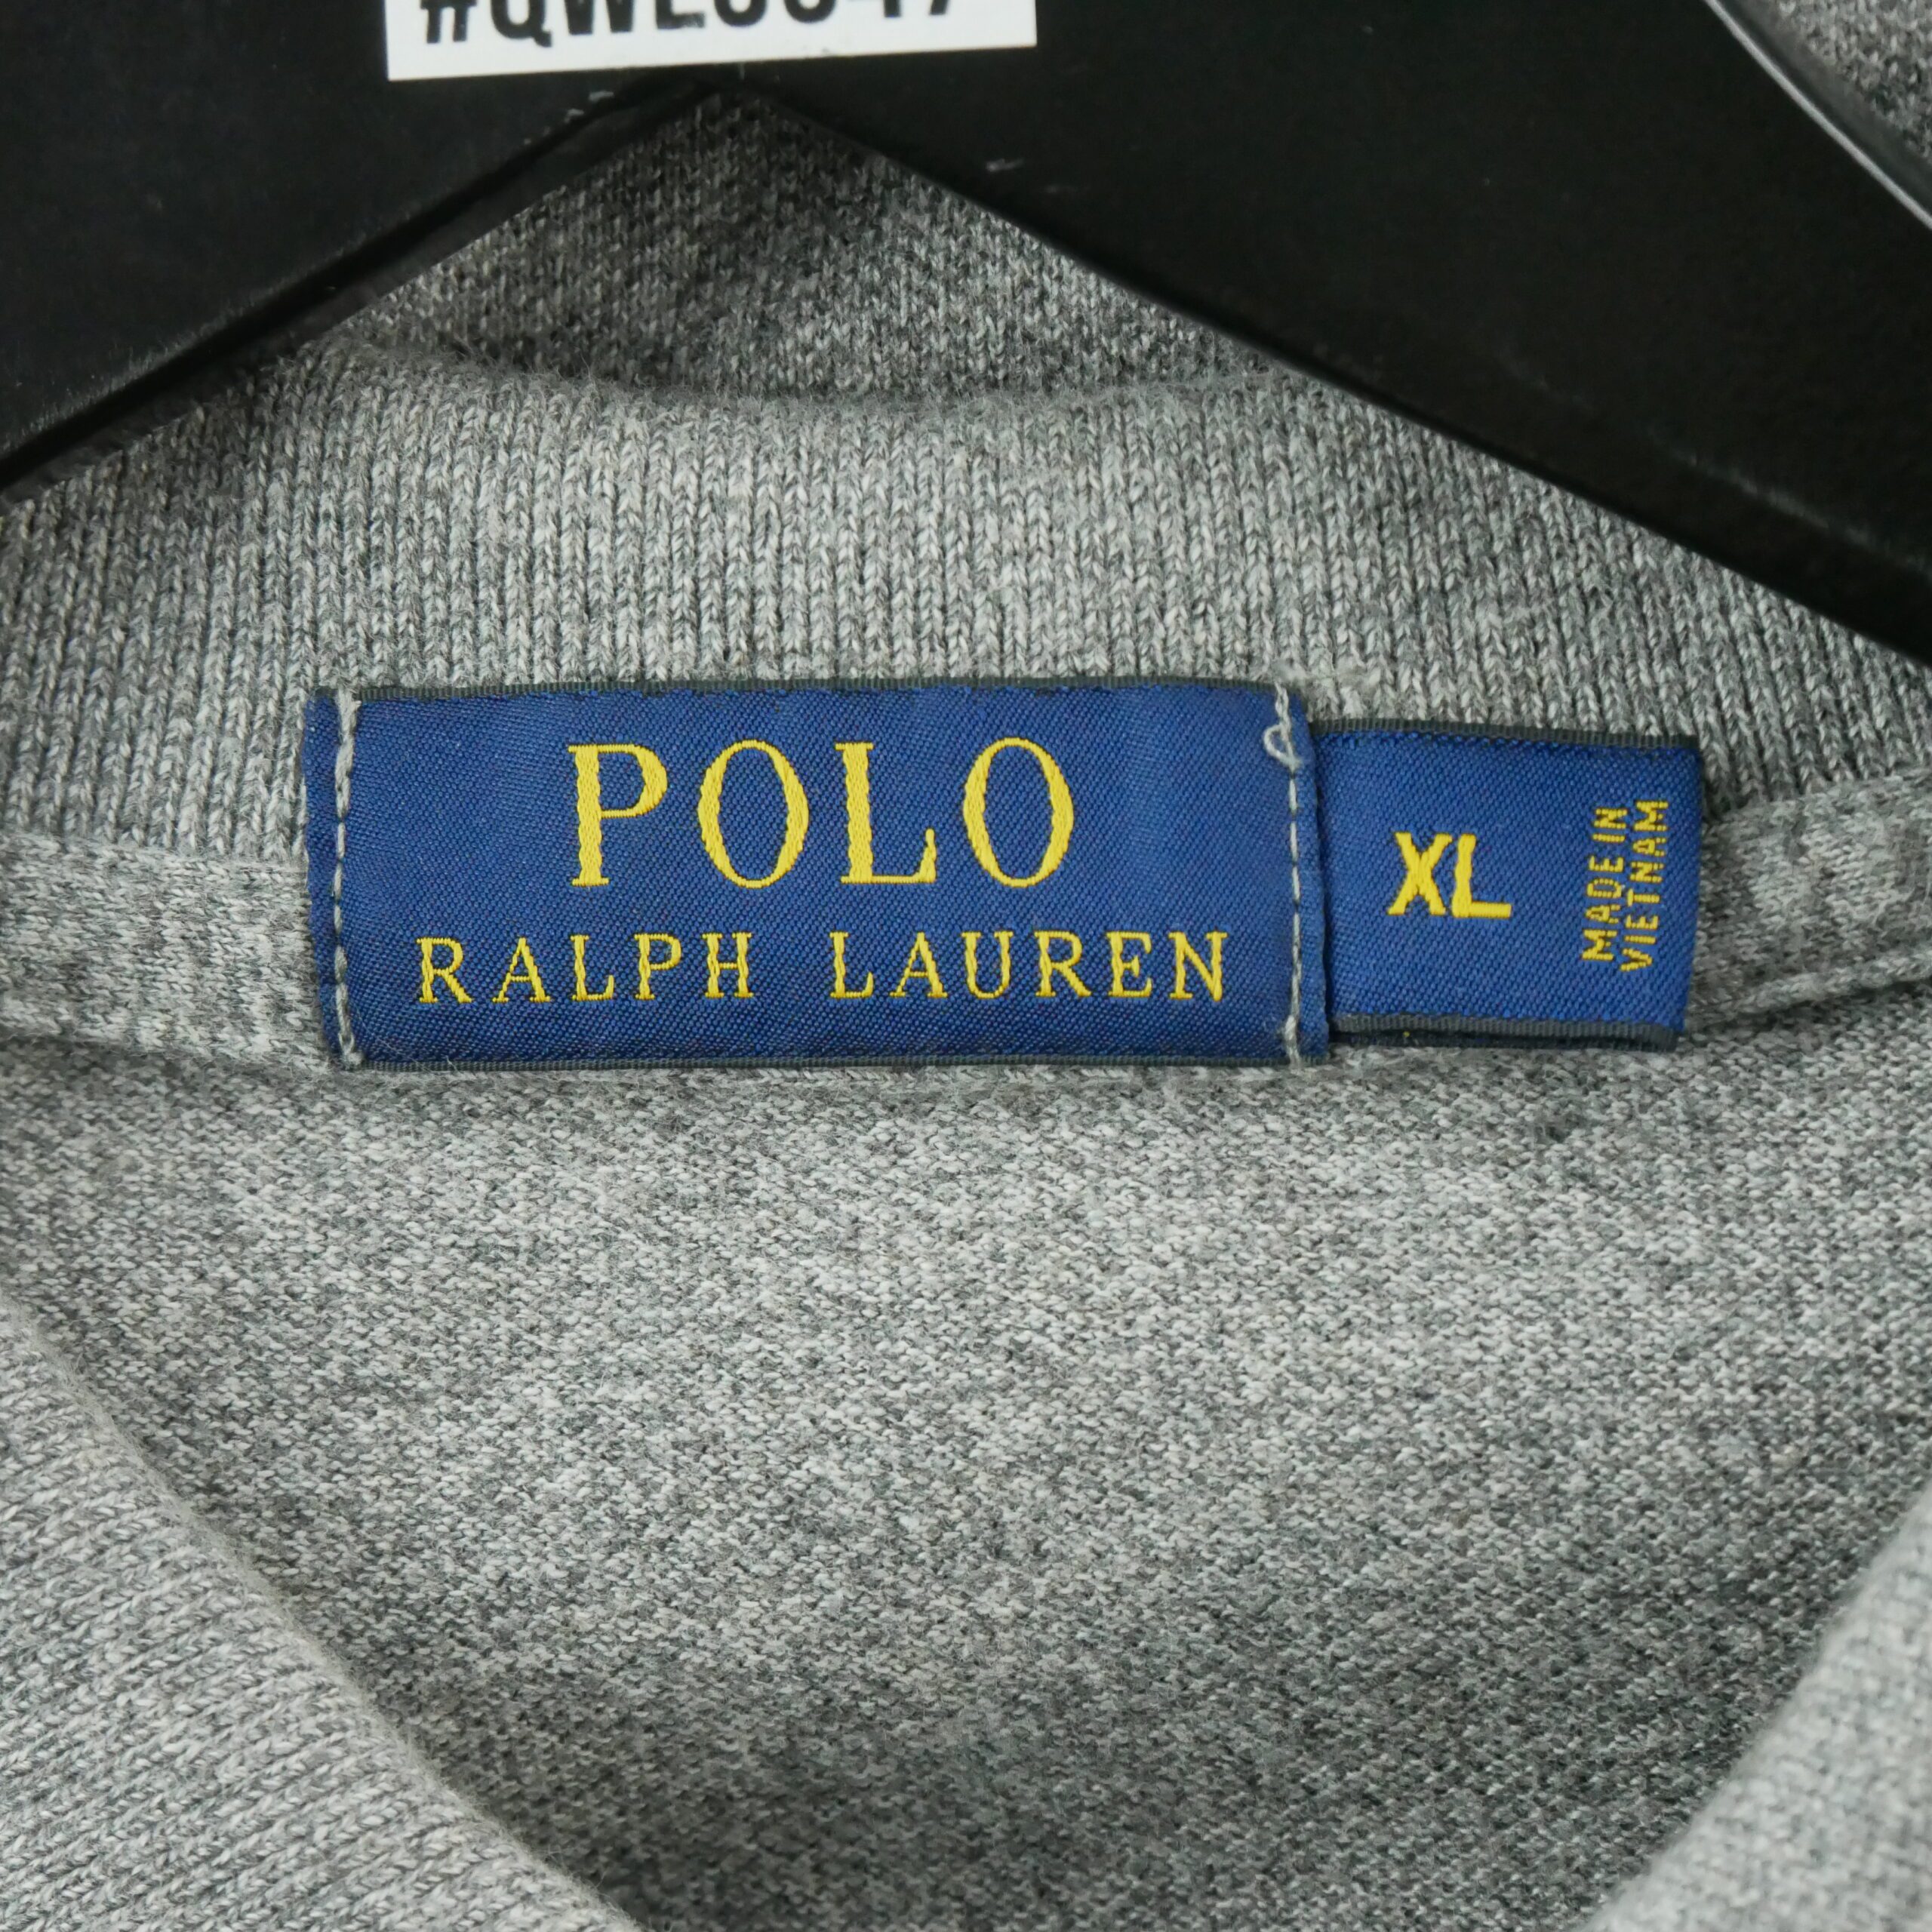 POLO
RALPH LAUREN
XL
MADE IN
VIETNAM